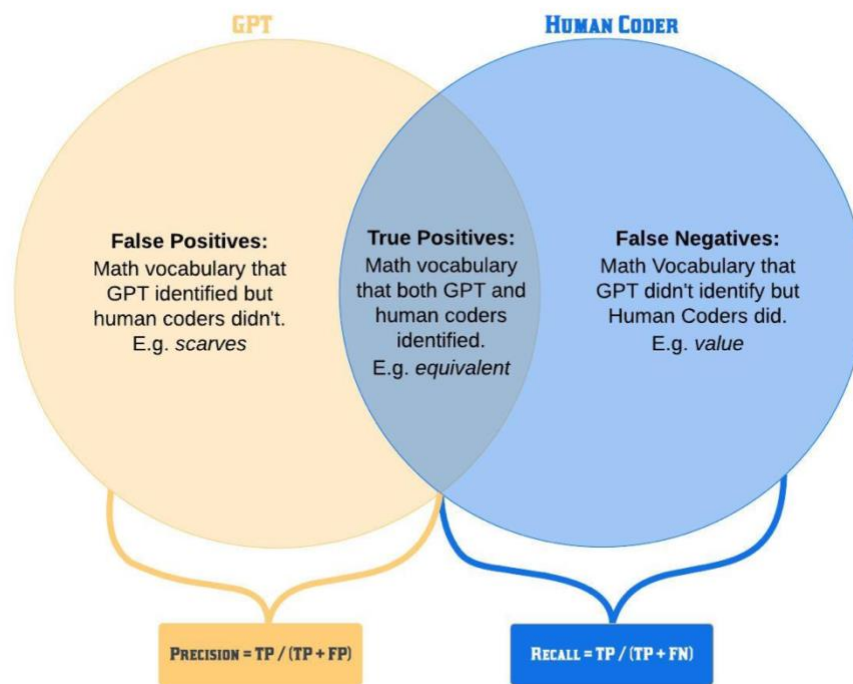 GPT
HUMAN CODER
False Positives:
Math vocabulary that
GPT identified but
human coders didn't.
E.g. scarves
True Positives:
Math vocabulary
that both GPT and
human coders
identified.
E.g. equivalent
False Negatives:
Math Vocabulary that
GPT didn't identify but
Human Coders did.
E.g. value
PRECISION = TP / (TP + FP)
RECALL = TP / (TP + FN)